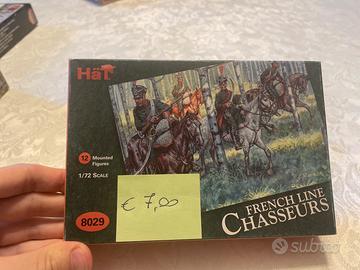 HäT
12 Mounted
Figures
1/72 SCALE
8029
€ 7,00
FRENCH LINE
CHASSEURS
subito